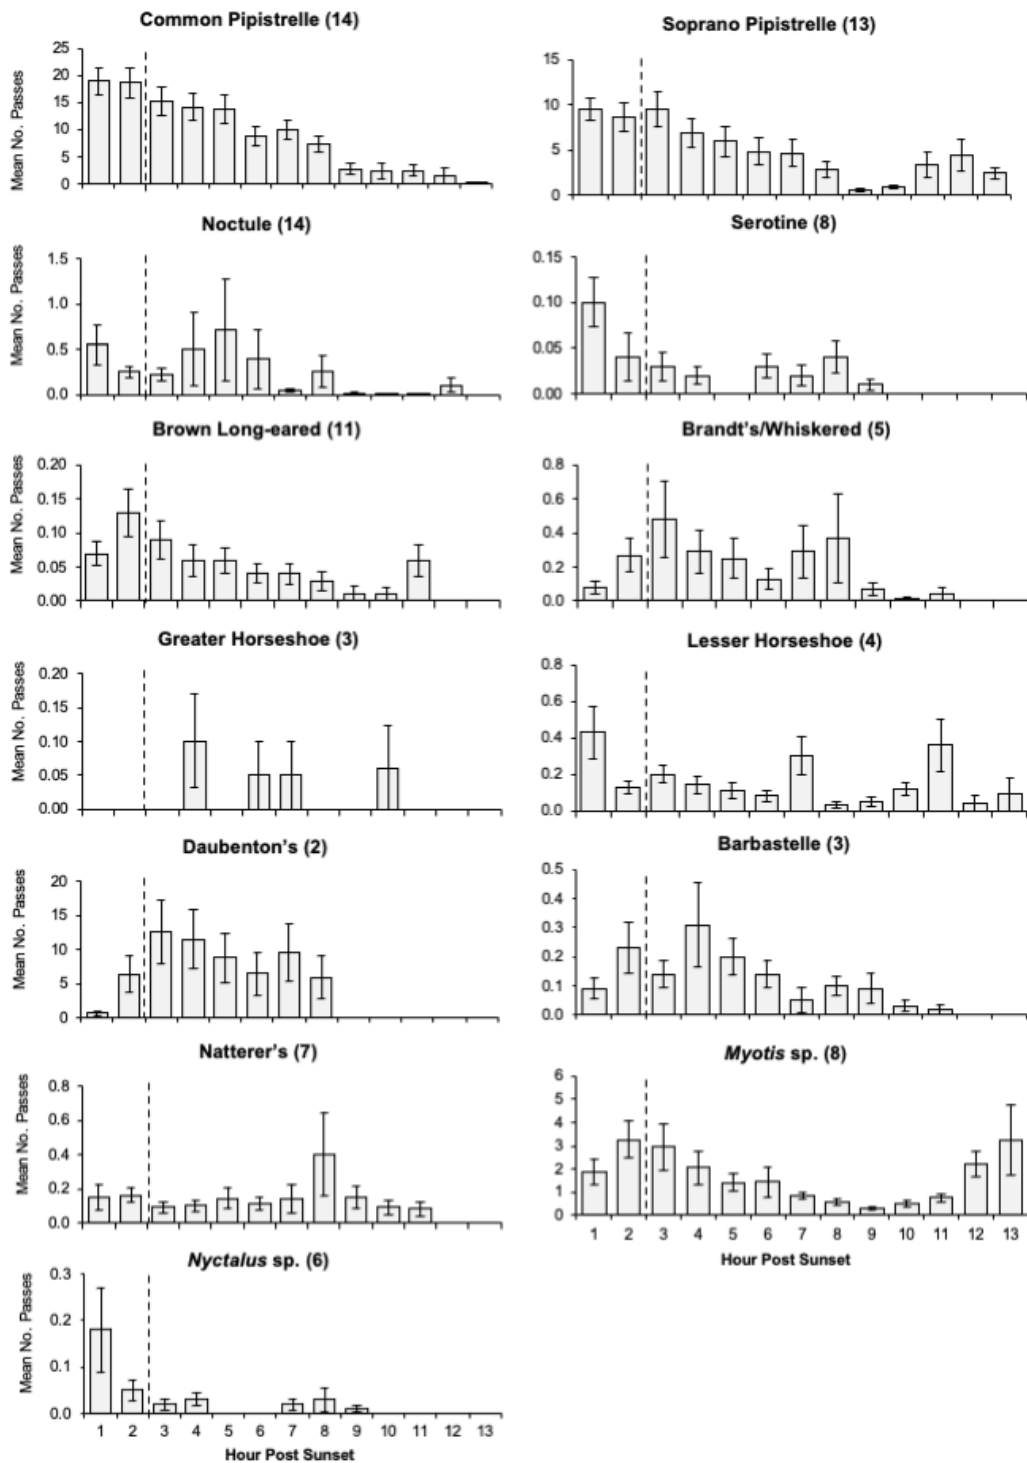 Common Pipistrelle (14)
Mean No. Passes
25
20
15
10
5
0
Soprano Pipistrelle (13)
15
10
5
0
Noctule (14)
Mean No. Passes
1.5
1.0
0.5
0.0
Serotine (8)
0.15
0.10
0.05
0.00
Brown Long-eared (11)
Mean No. Passes
0.20
0.15
0.10
0.05
0.00
Brandt's/Whiskered (5)
0.8
0.6
0.4
0.2
0.0
Greater Horseshoe (3)
Mean No. Passes
0.20
0.15
0.10
0.05
0.00
Lesser Horseshoe (4)
0.8
0.6
0.4
0.2
0.0
Daubenton's (2)
Mean No. Passes
20
15
10
5
0
Barbastelle (3)
0.5
0.4
0.3
0.2
0.1
0.0
Natterer's (7)
Mean No. Passes
0.8
0.6
0.4
0.2
0.0
Myotis sp. (8)
6
5
4
3
2
1
0
1 2 3 4 5 6 7 8 9 10 11 12 13
Hour Post Sunset
Nyctalus sp. (6)
Mean No. Passes
0.3
0.2
0.1
0.0
1 2 3 4 5 6 7 8 9 10 11 12 13
Hour Post Sunset